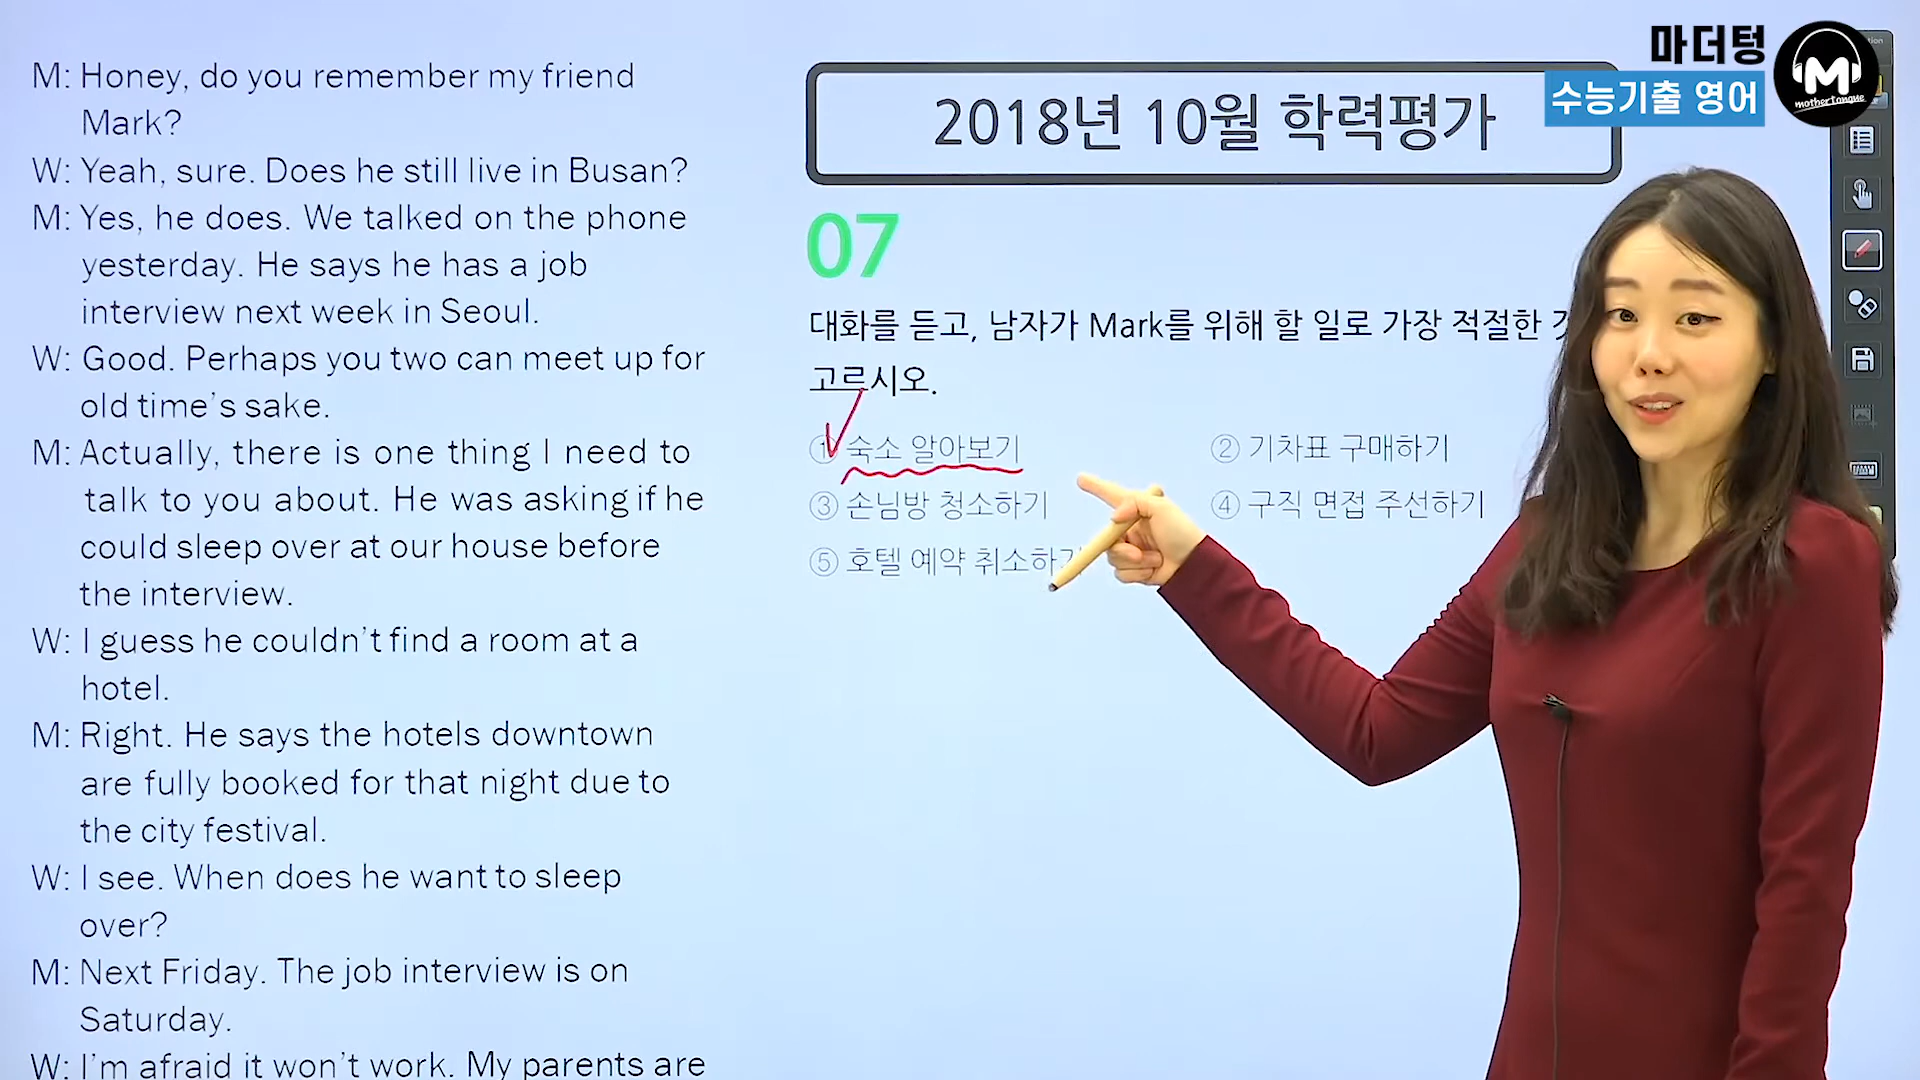 M: Honey, do you remember my friend
Mark?
W: Yeah, sure. Does he still live in Busan?
M: Yes, he does. We talked on the phone
yesterday. He says he has a job
interview next week in Seoul.
W: Good. Perhaps you two can meet up for
old time's sake.
M: Actually, there is one thing I need to
talk to you about. He was asking if he
could sleep over at our house before
the interview.
W: I guess he couldn't find a room at a
hotel.
M: Right. He says the hotels downtown
are fully booked for that night due to
the city festival.
W: I see. When does he want to sleep
over?
M: Next Friday. The job interview is on
Saturday.
W: I'm afraid it won't work. My parents are
2018년 10월 학력평가
07
대화를 듣고, 남자가 Mark를 위해 할 일로 가장 적절한
고르시오.
① 숙소 알아보기
② 기차표 구매하기
③ 손님방 청소하기
④ 구직 면접 주선하기
⑤ 호텔 예약 취소하기
마더텅
수능기출 영어
M
mothertongue